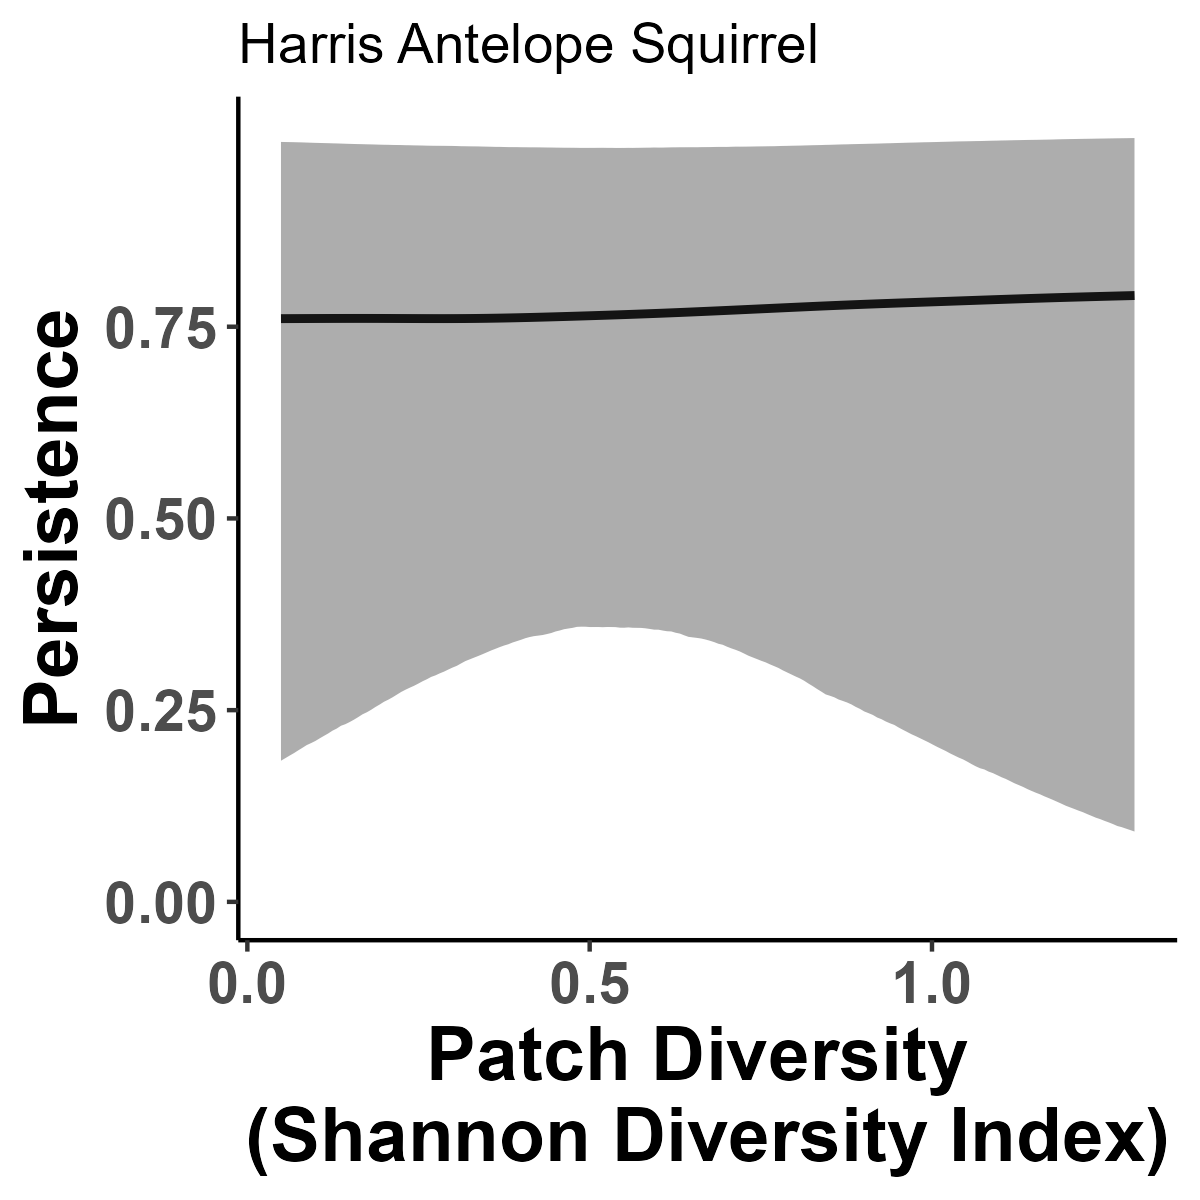 Harris Antelope Squirrel
Persistence
0.75
0.50
0.25
0.00
0.0 0.5 1.0
Patch Diversity
(Shannon Diversity Index)